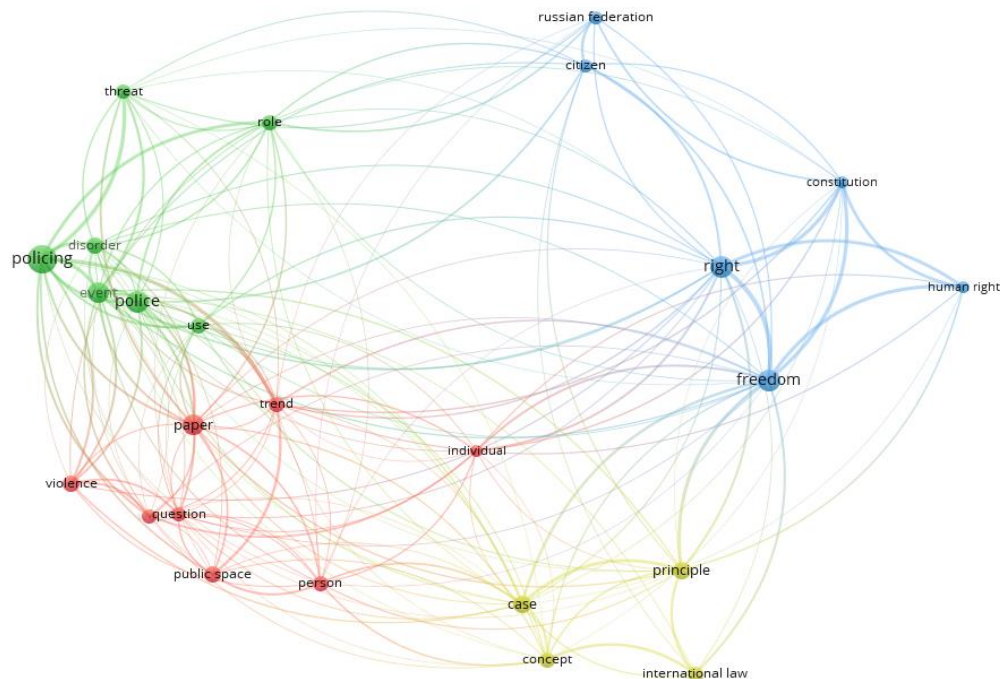 russian federation
citizen
threat
role
constitution
disorder
policing
right
event
police
human right
use
freedom
trend
paper
individual
violence
question
public space
person
principle
case
concept
international law